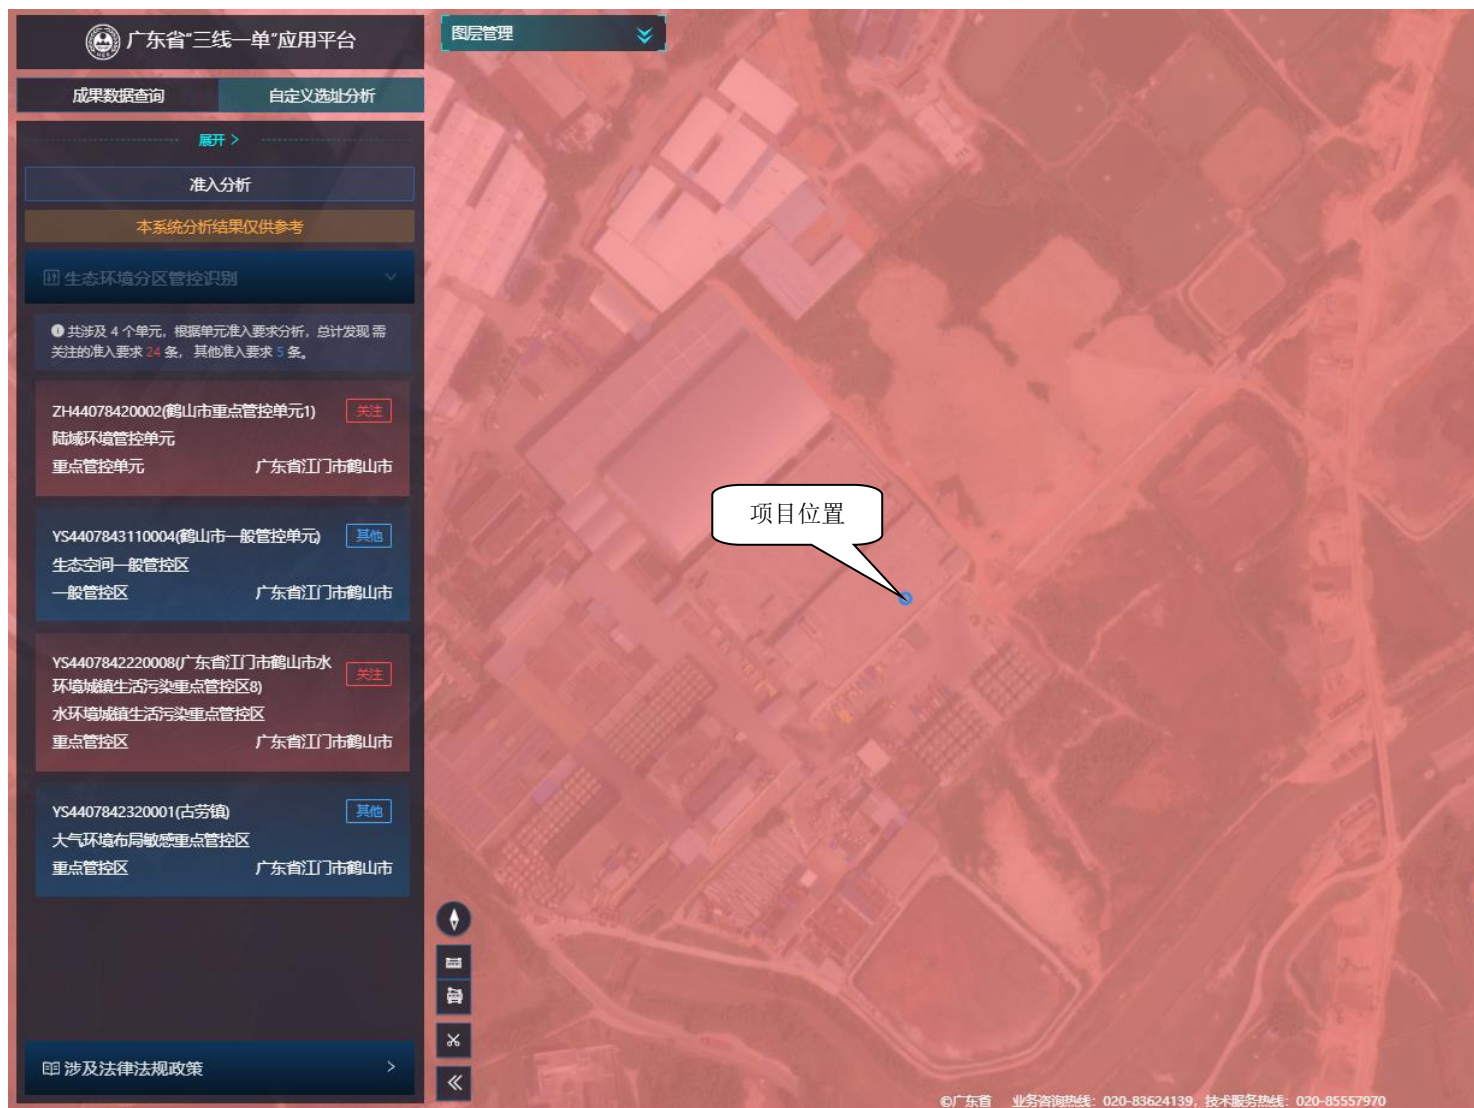 广东省“三线一单”应用平台
成果数据查询
自定义选址分析
展开 >
准入分析
本系统分析结果仅供参考
生态环境分区管控识别
共涉及 4 个单元，根据单元准入要求分析，总计发现需
关注的准入要求 24 条， 其他准入要求 5 条。
ZH44078420002(鹤山市重点管控单元1) 关注
陆域环境管控单元
重点管控单元 广东省江门市鹤山市
YS4407843110004(鹤山市一般管控单元) 其他
生态空间一般管控区
一般管控区 广东省江门市鹤山市
YS4407842220008(广东省江门市鹤山市水
环境城镇生活污染重点管控区8) 关注
水环境城镇生活污染重点管控区
重点管控区 广东省江门市鹤山市
YS4407842320001(古劳镇) 其他
大气环境布局敏感重点管控区
重点管控区 广东省江门市鹤山市
涉及法律法规政策 >
图层管理
项目位置
©广东省 业务咨询热线：020-83624139，技术服务热线：020-85557970